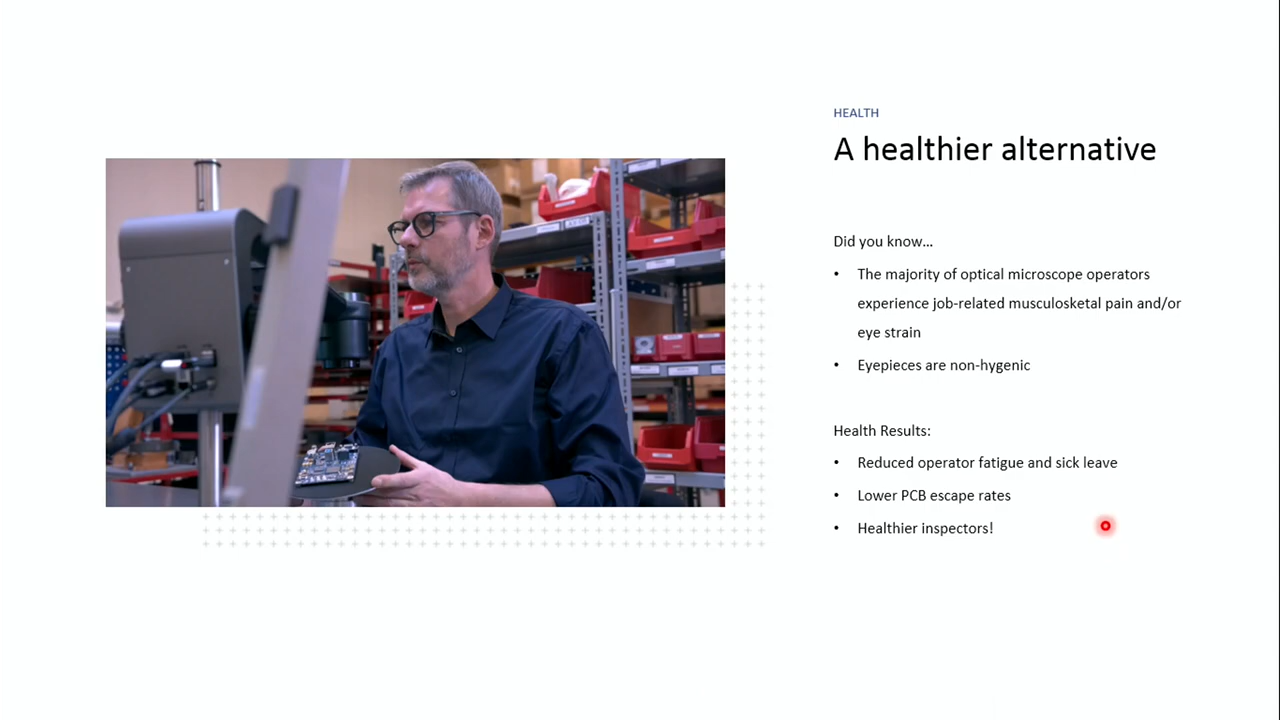 HEALTH
A healthier alternative
Did you know...
• The majority of optical microscope operators
experience job-related musculosketal pain and/or
eye strain
• Eyepieces are non-hygenic
Health Results:
• Reduced operator fatigue and sick leave
• Lower PCB escape rates
• Healthier inspectors!